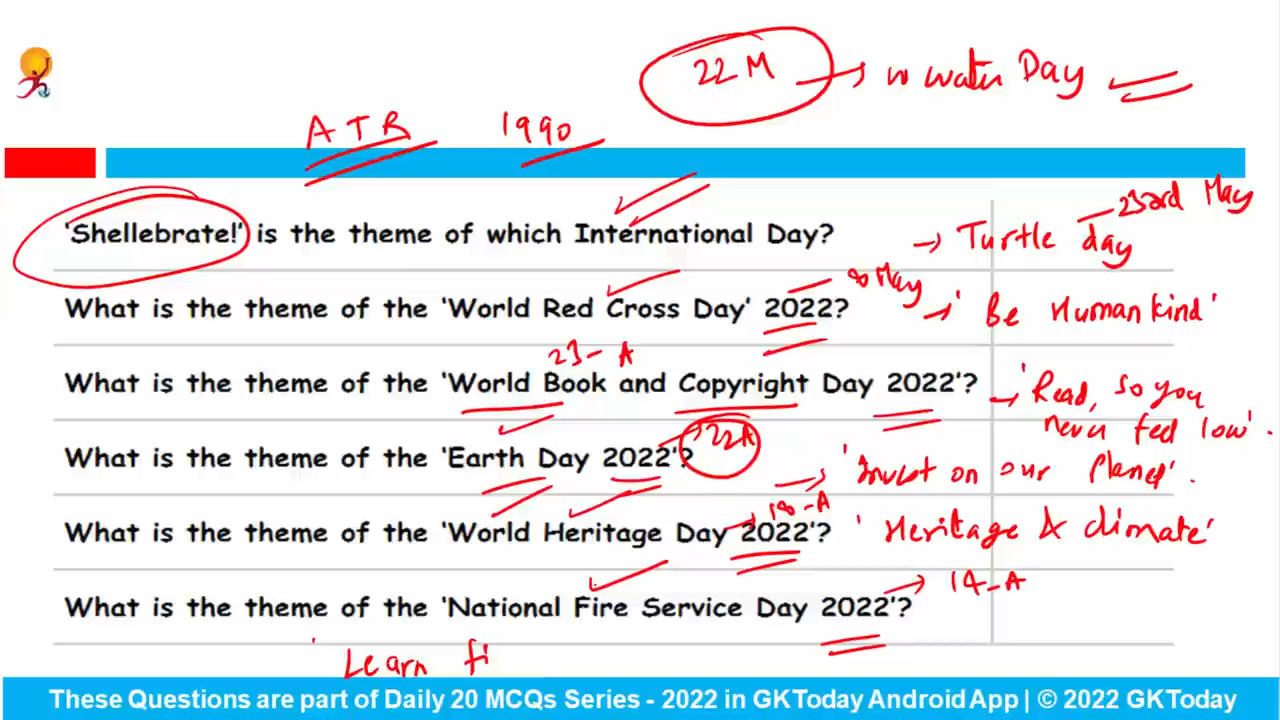 22 M → w water Day
A T R 1990
'Shellebrate!' is the theme of which International Day? → Turtle day 23rd May
What is the theme of the 'World Red Cross Day' 2022? 8 May → 'Be Human kind'
23-A
What is the theme of the 'World Book and Copyright Day 2022'? → 'Read, so you
never feel low'.
What is the theme of the 'Earth Day 2022'? 22A → 'Invest on our Planet'.
What is the theme of the 'World Heritage Day 2022'? → 18-A 'Heritage & climate'
What is the theme of the 'National Fire Service Day 2022'? → 14-A
'Learn fi
These Questions are part of Daily 20 MCQs Series - 2022 in GKToday Android App | © 2022 GKToday